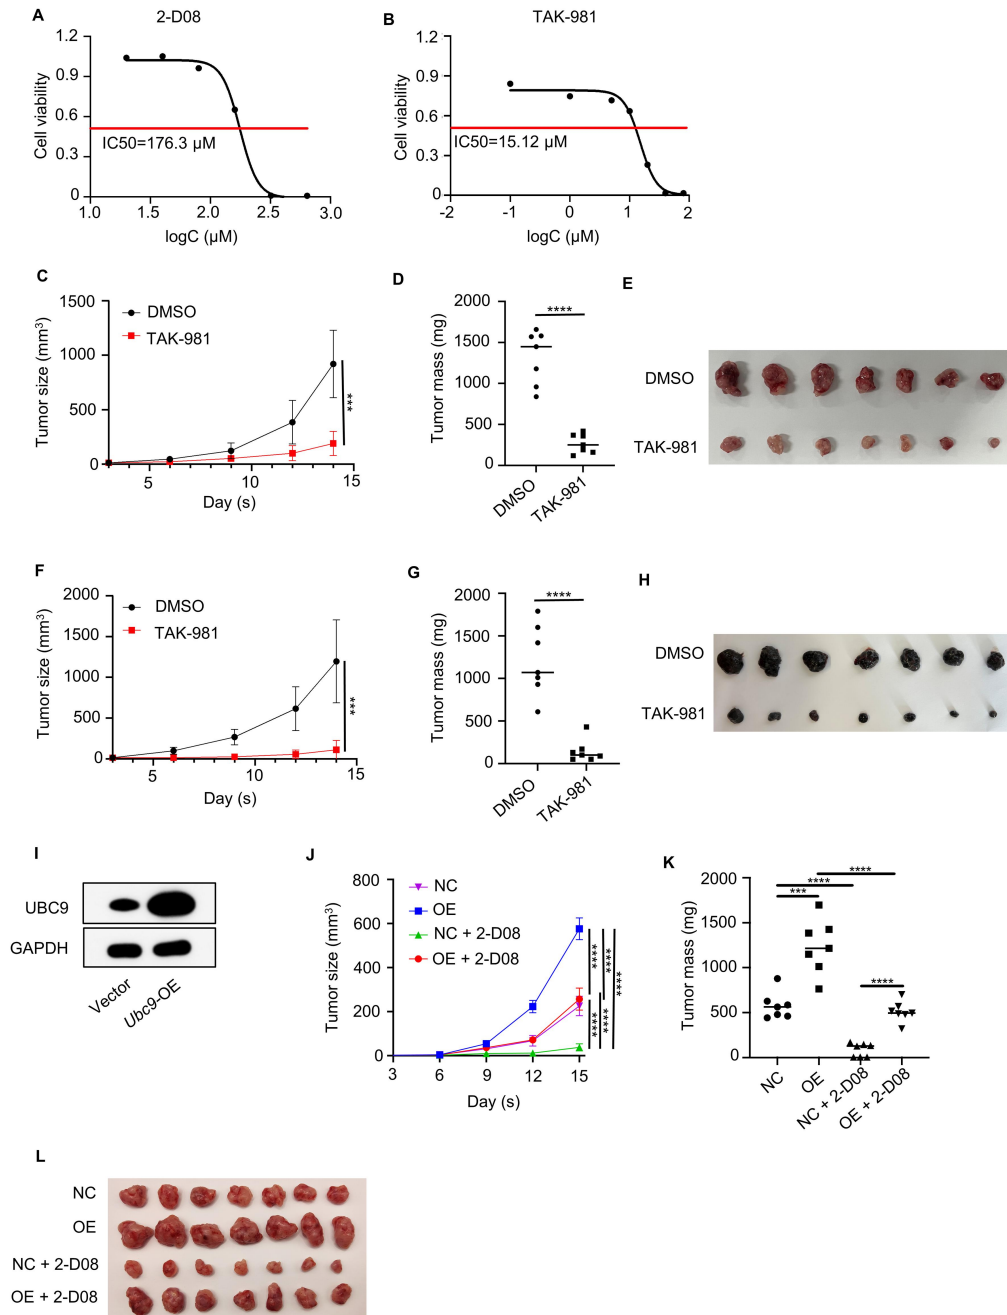 A
2-D08
Cell viability
1.2
0.9
0.6
0.3
0
IC50=176.3 µM
1.0
1.5
2.0
2.5
3.0
logC (µM)
B
TAK-981
Cell viability
1.2
0.9
0.6
0.3
0
IC50=15.12 µM
-2
-1
0
1
2
logC (µM)
C
Tumor size (mm³)
1500
1000
500
0
DMSO
TAK-981
***
5
10
15
Day (s)
D
Tumor mass (mg)
2000
1500
1000
500
0
****
DMSO
TAK-981
E
DMSO
TAK-981
F
Tumor size (mm³)
2000
1500
1000
500
0
DMSO
TAK-981
***
5
10
15
Day (s)
G
Tumor mass (mg)
2000
1500
1000
500
0
****
DMSO
TAK-981
H
DMSO
TAK-981
I
UBC9
GAPDH
Vector
Ubc9-OE
J
Tumor size (mm³)
800
600
400
200
0
NC
OE
NC + 2-D08
OE + 2-D08
****
****
****
****
****
3
6
9
12
15
Day (s)
K
Tumor mass (mg)
2000
1500
1000
500
0
****
****
***
****
NC
OE
NC + 2-D08
OE + 2-D08
L
NC
OE
NC + 2-D08
OE + 2-D08